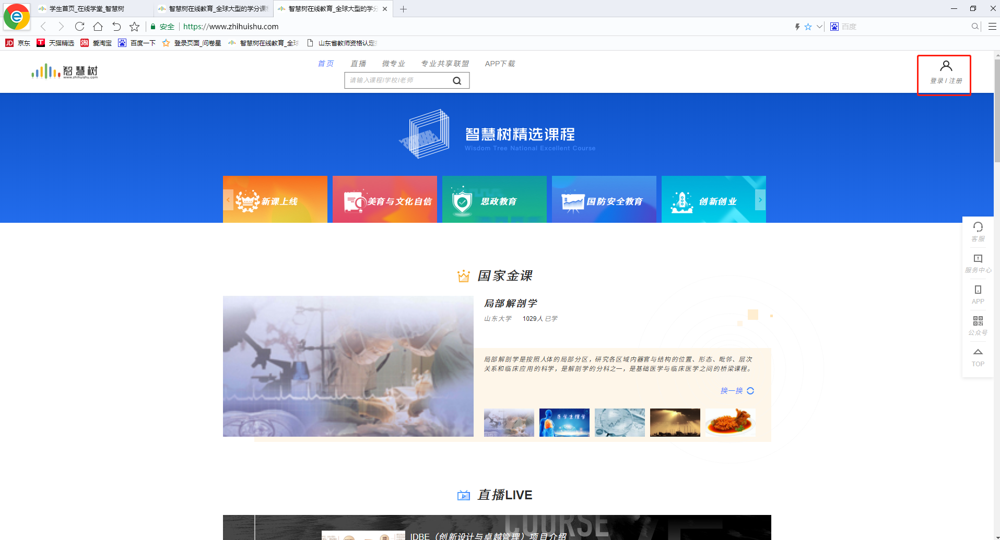 学生首页_在线学堂_智慧树
智慧树在线教育_全球大型的学分课
智慧树在线教育_全球大型的学分
安全
https://www.zhihuishu.com
百度
JD 京东
T 天猫精选
淘 爱淘宝
百度一下
登录页面_问卷星
智慧树在线教育_全球
山东省教师资格认定
智慧树
www.zhihuishu.com
首页
直播
微专业
专业共享联盟
APP下载
请输入课程/学校/老师
登录 / 注册
智慧树精选课程
Wisdom Tree National Excellent Course
新课上线
美育与文化自信
思政教育
国防安全教育
创新创业
客服
服务中心
APP
公众号
TOP
国家金课
局部解剖学
山东大学 1029人已学
局部解剖学是按照人体的局部分区，研究各区域内器官与结构的位置、形态、毗邻、层次
关系和临床应用的科学，是解剖学的分科之一，是基础医学与临床医学之间的桥梁课程。
换一换
医学生理学
直播LIVE
COURSE
IDBE（创新设计与卓越管理）项目介绍